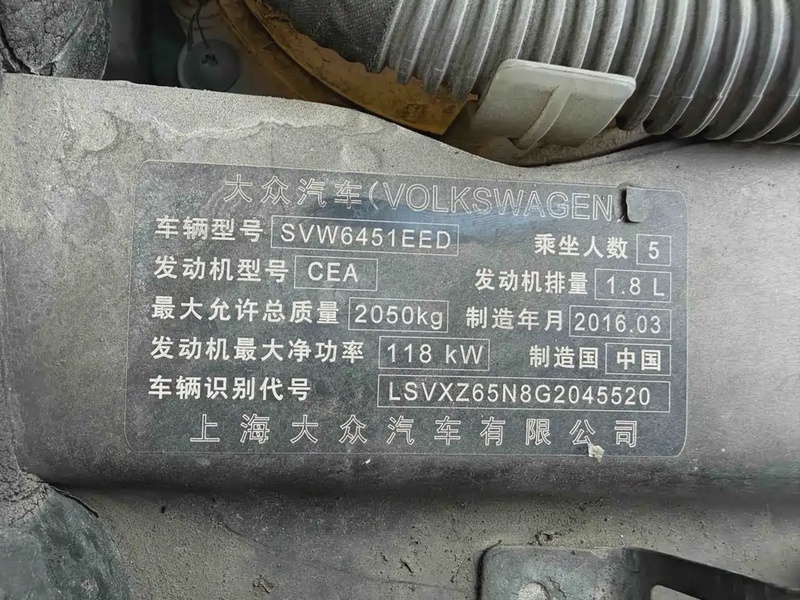 大众汽车(VOLKSWAGEN)
车辆型号 SVW6451EED 乘坐人数 5
发动机型号 CEA 发动机排量 1.8 L
最大允许总质量 2050kg 制造年月 2016.03
发动机最大净功率 118 kW 制造国 中国
车辆识别代号 LSVXZ65N8G2045520
上海大众汽车有限公司